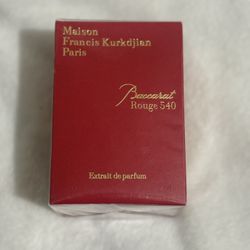 Maison
Francis Kurkdjian
Paris
Baccarat
Rouge 540
Extrait de parfum